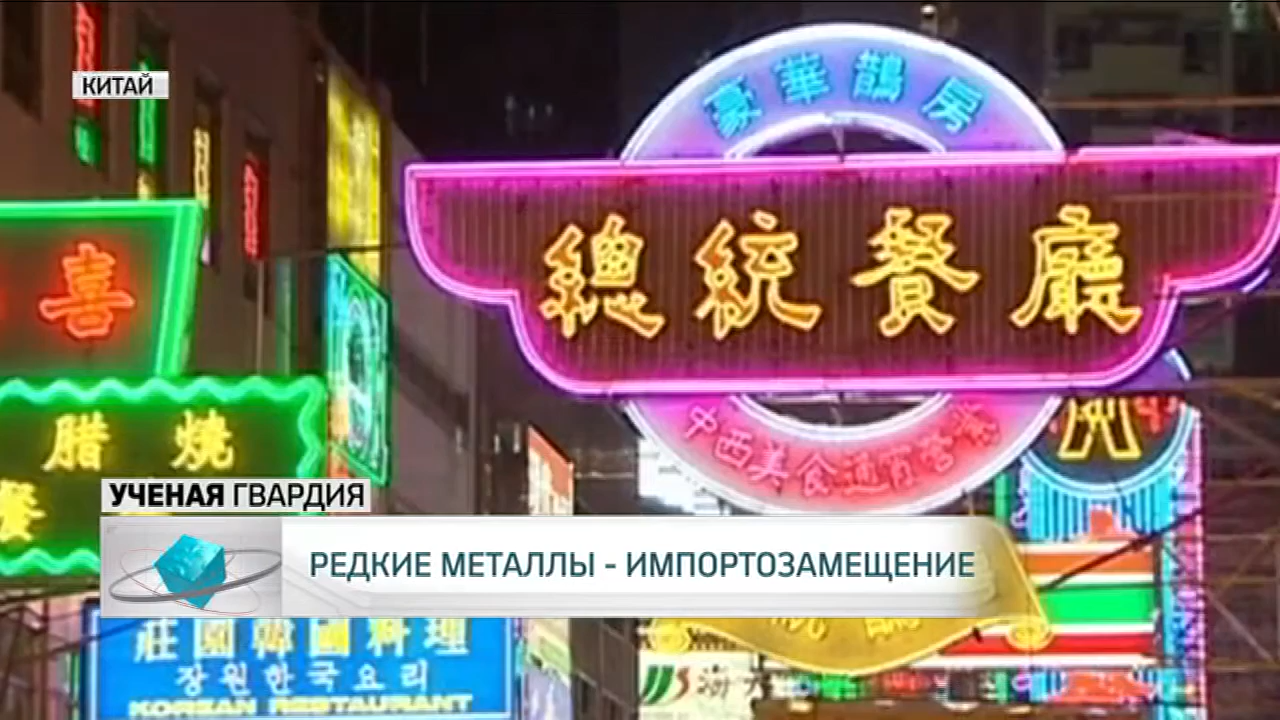 КИТАЙ
豪華鵲房
總統餐廳
喜
腊燒
餐
中西美食通宵營業
УЧЕНАЯ ГВАРДИЯ
РЕДКИЕ МЕТАЛЛЫ - ИМПОРТОЗАМЕЩЕНИЕ
莊園韓國料理
장원한국요리
KOREAN RESTAURANT